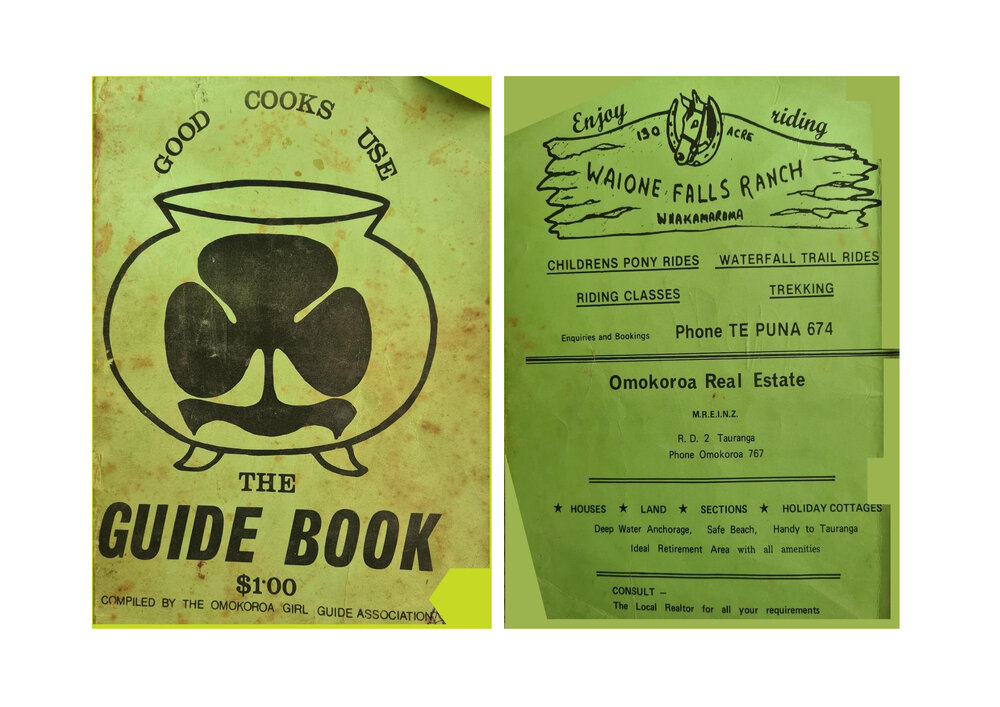 GOOD COOKS USE
THE
GUIDE BOOK
$1·00
COMPILED BY THE OMOKOROA GIRL GUIDE ASSOCIATION
Enjoy riding
130 ACRE
WAIONE FALLS RANCH
WHAKAMARAMA
CHILDRENS PONY RIDES WATERFALL TRAIL RIDES
RIDING CLASSES TREKKING
Enquiries and Bookings Phone TE PUNA 674
Omokoroa Real Estate
M.R.E.I.N.Z.
R. D. 2 Tauranga
Phone Omokoroa 767
★ HOUSES ★ LAND ★ SECTIONS ★ HOLIDAY COTTAGES
Deep Water Anchorage, Safe Beach, Handy to Tauranga
Ideal Retirement Area with all amenities
CONSULT –
The Local Realtor for all your requirements